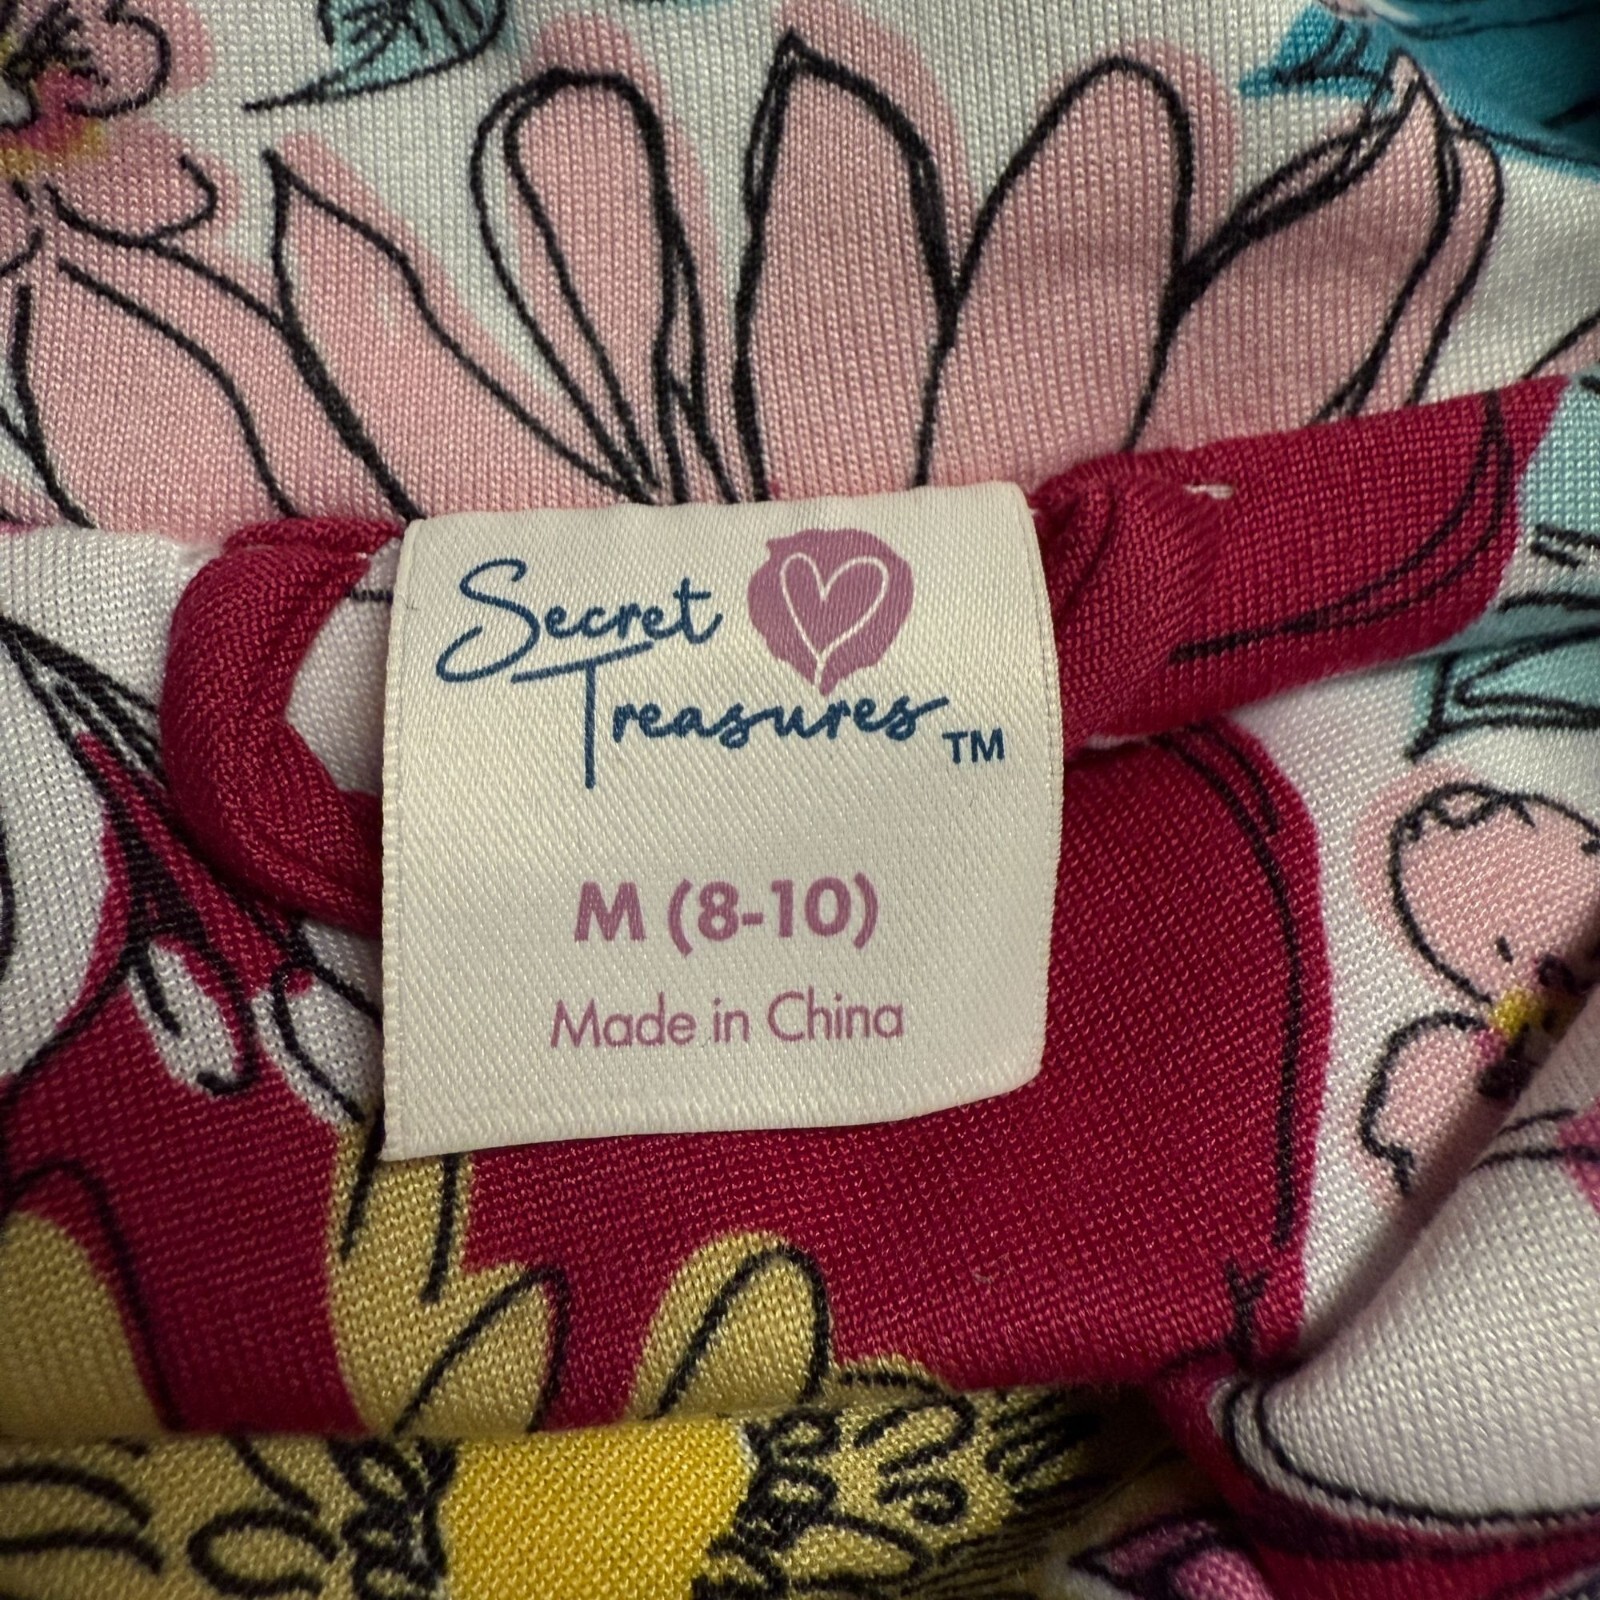 Secret
Treasures™
M (8-10)
Made in China